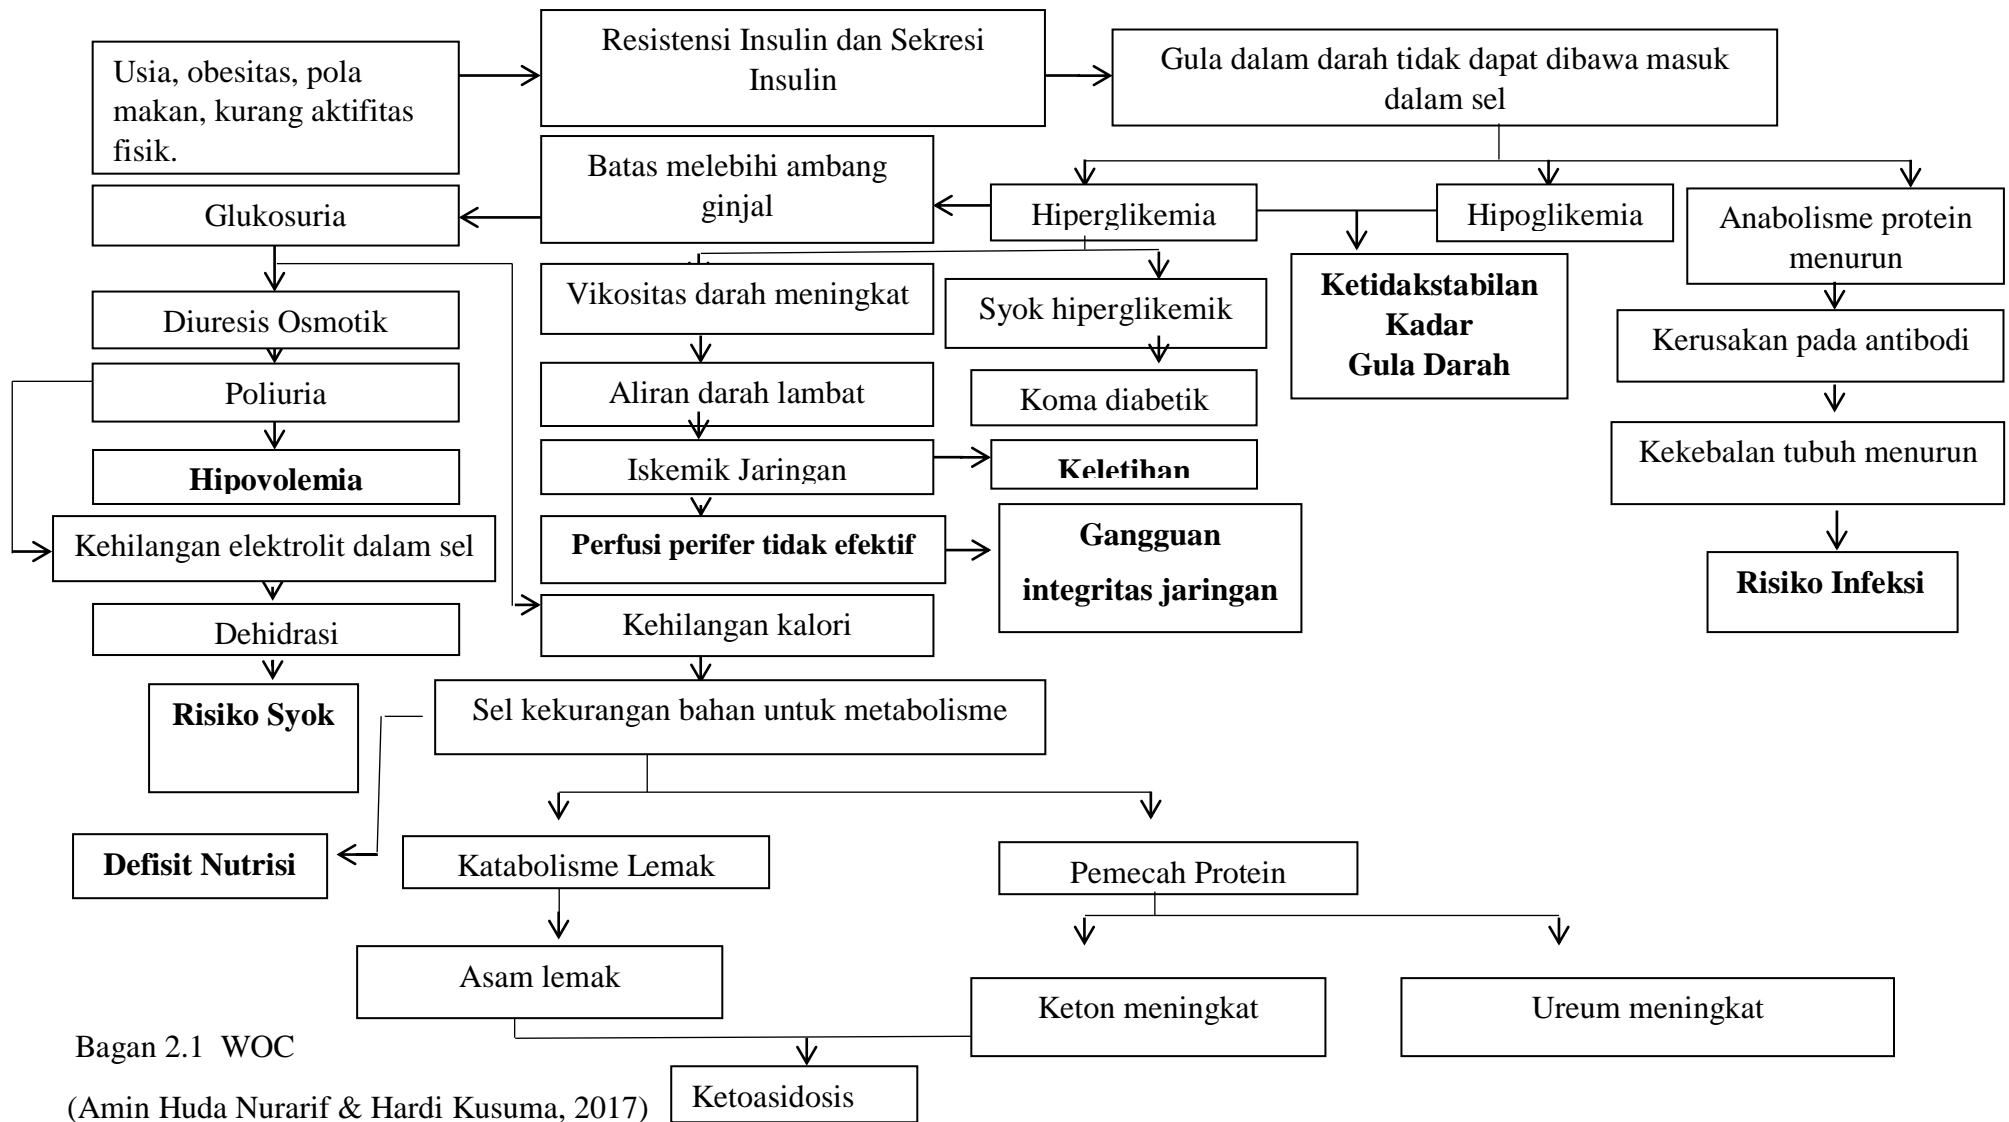 Usia, obesitas, pola
makan, kurang aktifitas
fisik.
Resistensi Insulin dan Sekresi
Insulin
Gula dalam darah tidak dapat dibawa masuk
dalam sel
Batas melebihi ambang
ginjal
Glukosuria
Hiperglikemia
Hipoglikemia
Anabolisme protein
menurun
Vikositas darah meningkat
Syok hiperglikemik
Ketidakstabilan
Kadar
Gula Darah
Diuresis Osmotik
Kerusakan pada antibodi
Poliuria
Aliran darah lambat
Koma diabetik
Kekebalan tubuh menurun
Hipovolemia
Iskemik Jaringan
Keletihan
Kehilangan elektrolit dalam sel
Perfusi perifer tidak efektif
Gangguan
integritas jaringan
Risiko Infeksi
Dehidrasi
Kehilangan kalori
Risiko Syok
Sel kekurangan bahan untuk metabolisme
Defisit Nutrisi
Katabolisme Lemak
Pemecah Protein
Asam lemak
Keton meningkat
Ureum meningkat
Bagan 2.1 WOC
Ketoasidosis
(Amin Huda Nurarif & Hardi Kusuma, 2017)